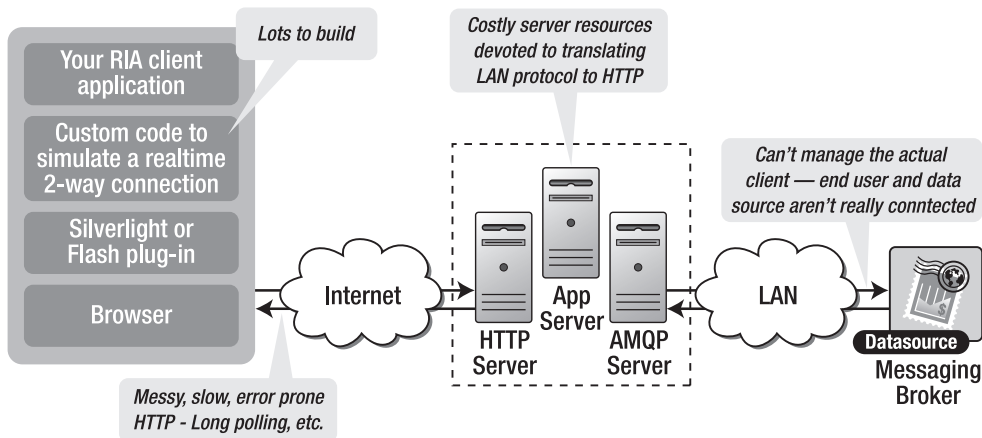 Your RIA client
application
Lots to build
Custom code to
simulate a realtime
2-way connection
Silverlight or
Flash plug-in
Browser
Messy, slow, error prone
HTTP - Long polling, etc.
Internet
Costly server resources
devoted to translating
LAN protocol to HTTP
HTTP
Server
App
Server
AMQP
Server
LAN
Can't manage the actual
client — end user and data
source aren't really conntected
$
Datasource
Messaging
Broker